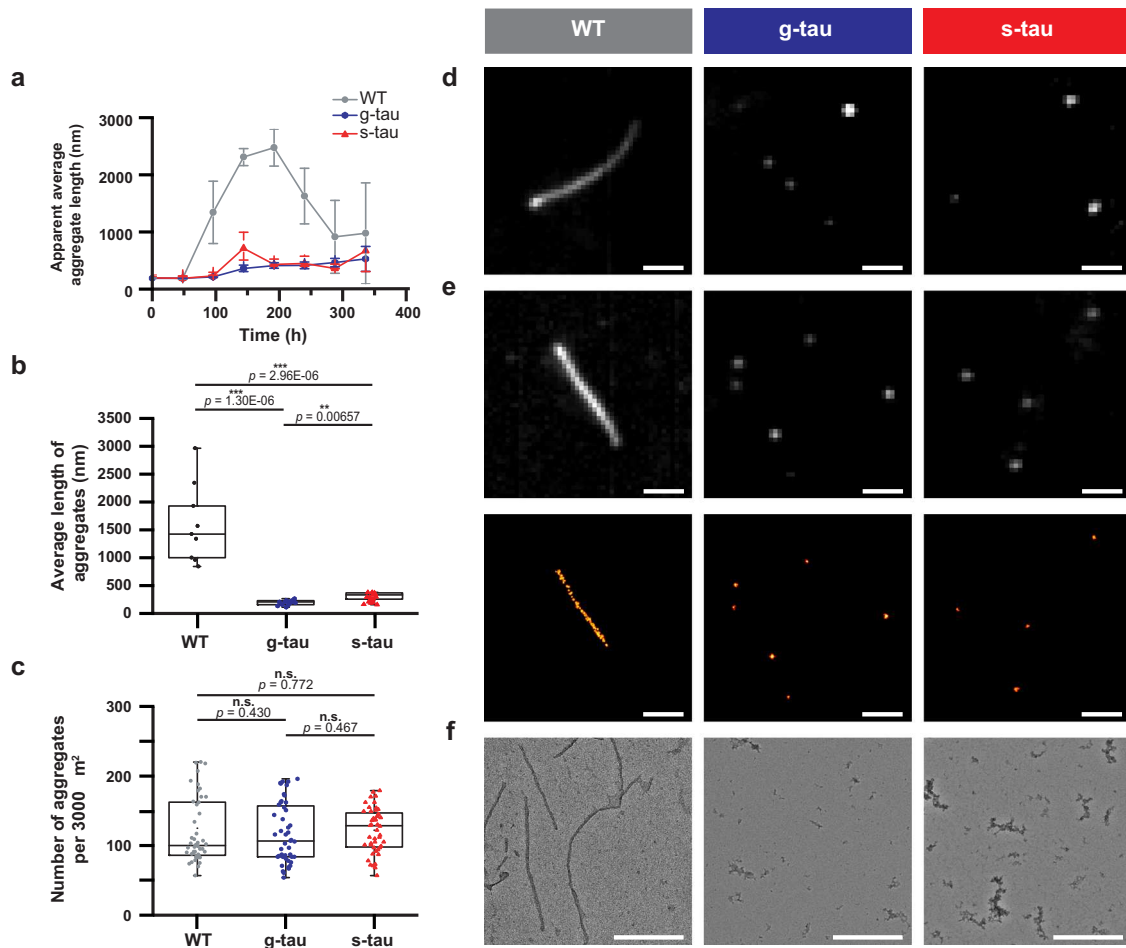 WT
g-tau
s-tau
a
WT
g-tau
s-tau
3000
2000
1000
0
Apparent average
aggregate length (nm)
0
100
200
300
400
Time (h)
b
***
p = 2.96E-06
***
p = 1.30E-06
**
p = 0.00657
3500
3000
2500
2000
1500
1000
500
0
Average length of
aggregates (nm)
WT
g-tau
s-tau
c
n.s.
p = 0.772
n.s.
p = 0.430
n.s.
p = 0.467
300
200
150
100
0
Number of aggregates
per 3000 m²
WT
g-tau
s-tau
d
e
f